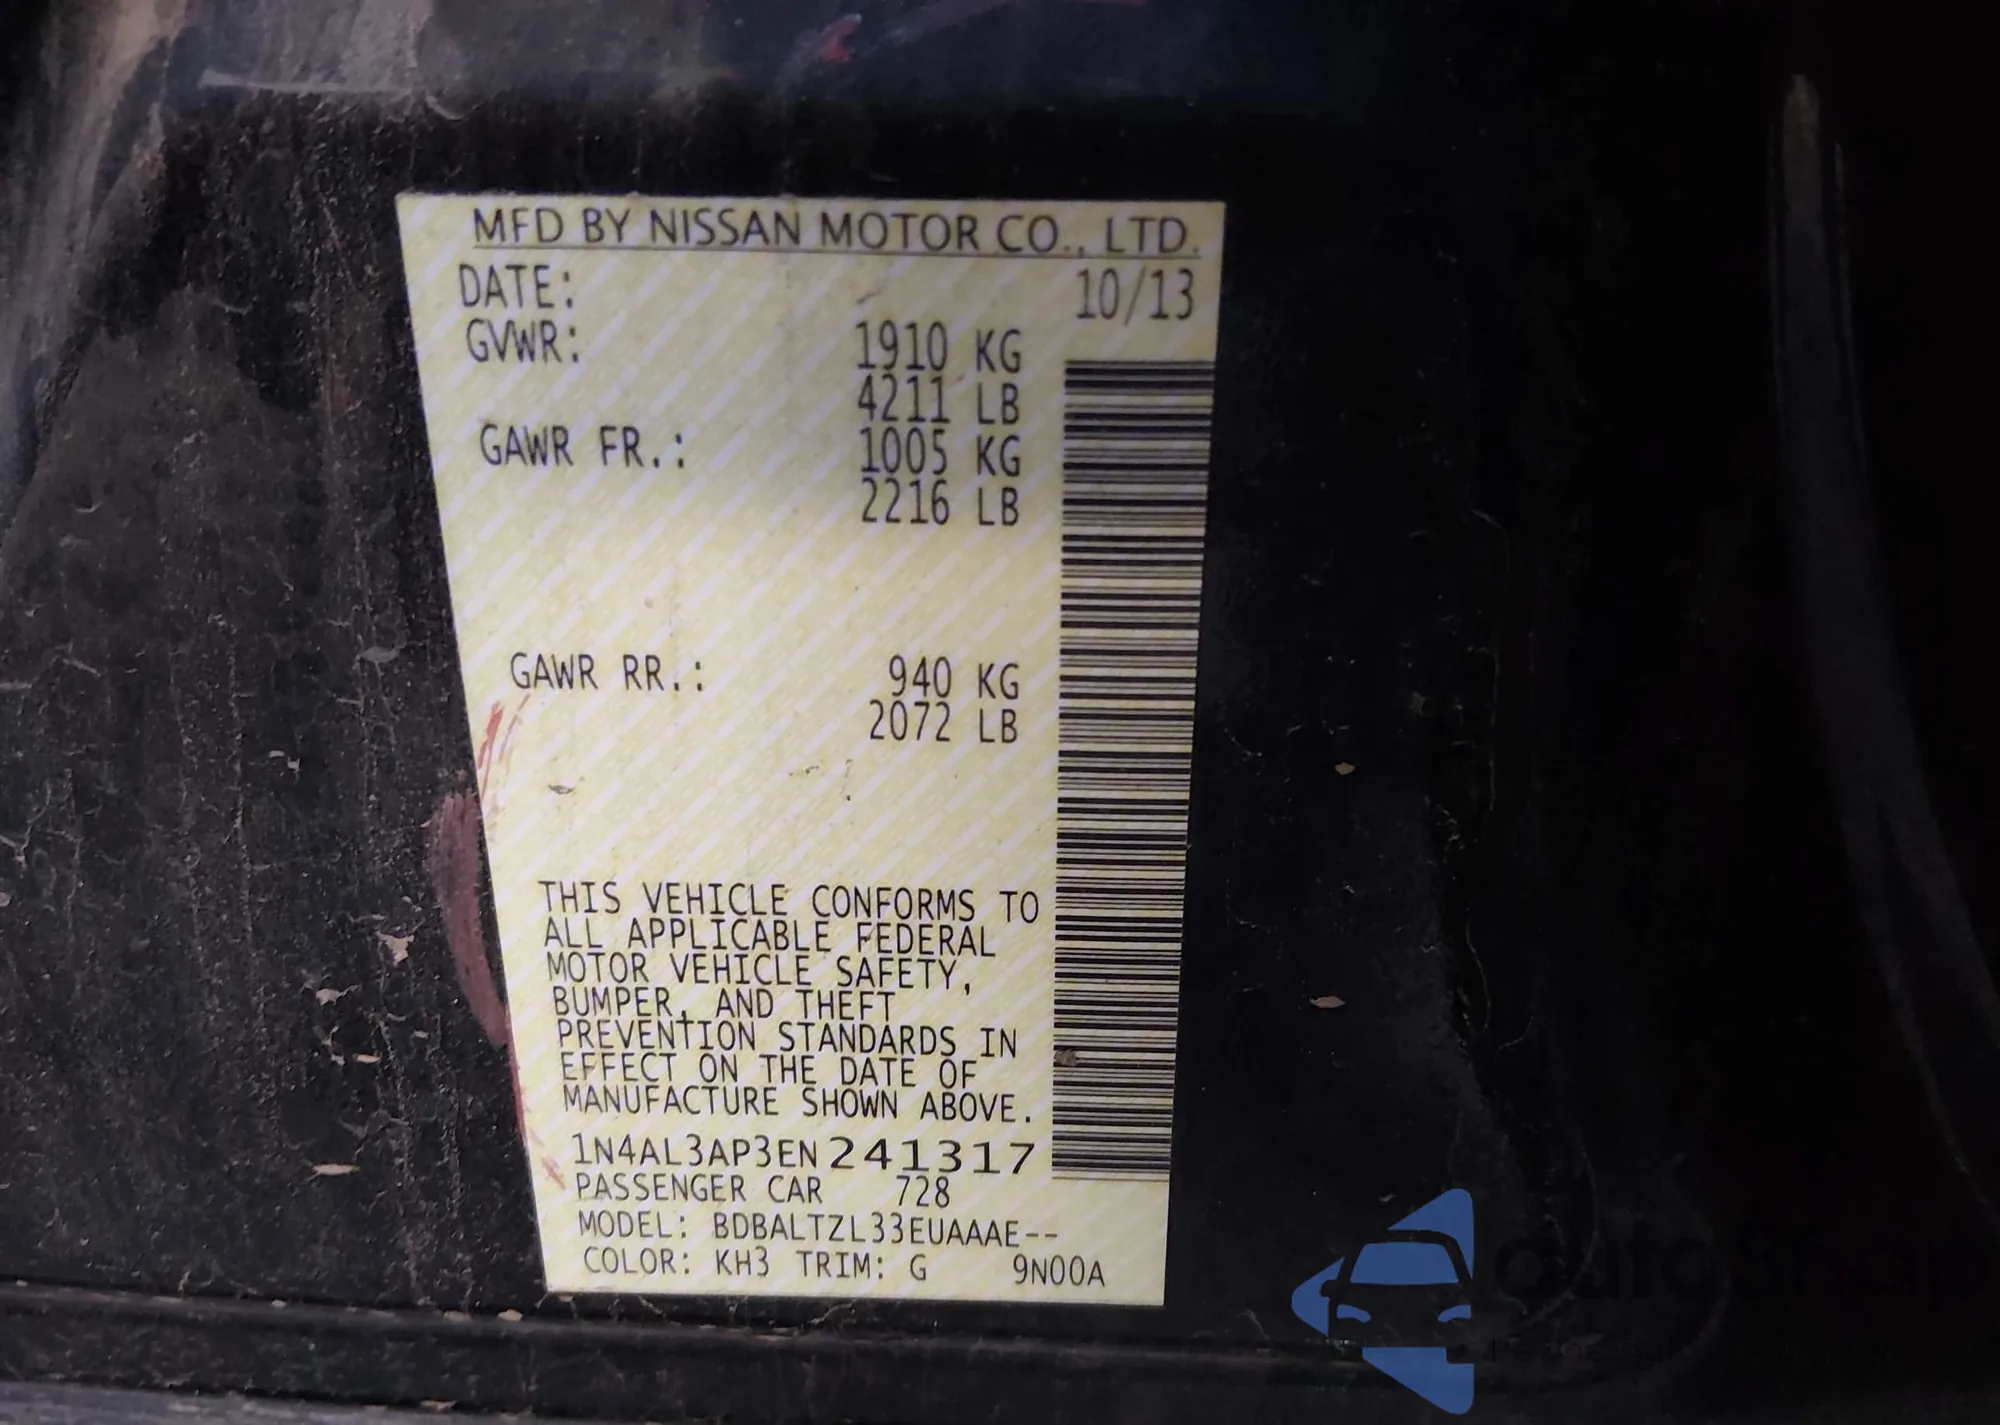 MFD BY NISSAN MOTOR CO., LTD.
DATE: 10/13
GVWR: 1910 KG
4211 LB
GAWR FR.: 1005 KG
2216 LB
GAWR RR.: 940 KG
2072 LB
THIS VEHICLE CONFORMS TO
ALL APPLICABLE FEDERAL
MOTOR VEHICLE SAFETY,
BUMPER, AND THEFT
PREVENTION STANDARDS IN
EFFECT ON THE DATE OF
MANUFACTURE SHOWN ABOVE.
1N4AL3AP3EN241317
PASSENGER CAR 728
MODEL: BDBALTZL33EUAAAE--
COLOR: KH3 TRIM: G 9N00A